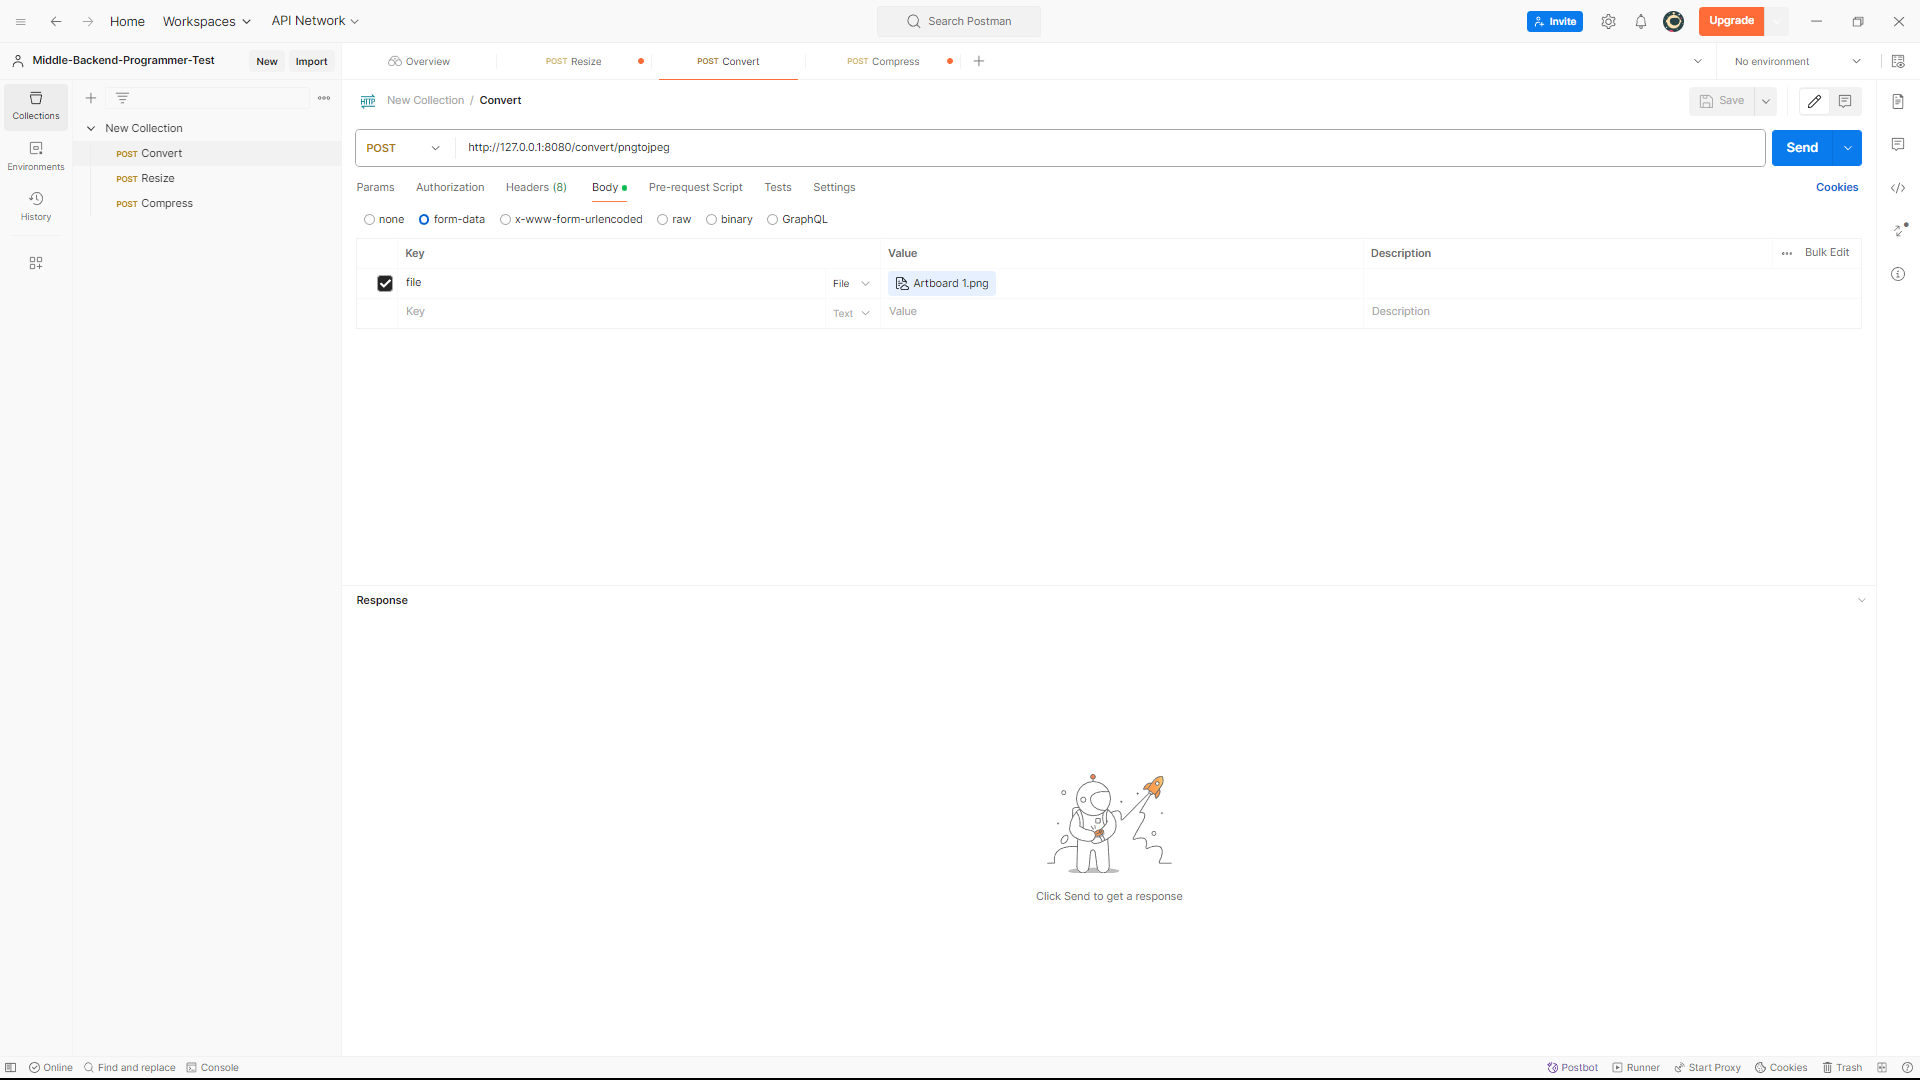 Home Workspaces API Network Search Postman Invite Upgrade
Middle-Backend-Programmer-Test New Import Overview POST Resize POST Convert POST Compress No environment
Collections
Environments
History
New Collection
POST Convert
POST Resize
POST Compress
New Collection / Convert Save
POST http://127.0.0.1:8080/convert/pngtojpeg Send
Params Authorization Headers (8) Body Pre-request Script Tests Settings Cookies
none form-data x-www-form-urlencoded raw binary GraphQL
Key Value Description Bulk Edit
file File Artboard 1.png
Key Text Value Description
Response
Click Send to get a response
Online Find and replace Console Postbot Runner Start Proxy Cookies Trash